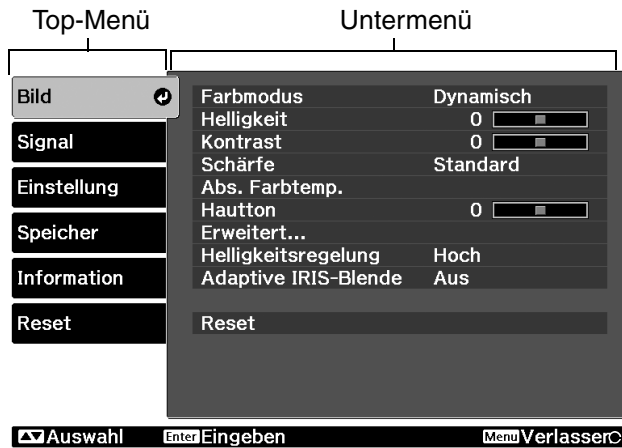 Top-Menü Untermenü
Bild
Signal
Einstellung
Speicher
Information
Reset
Farbmodus Dynamisch
Helligkeit 0
Kontrast 0
Schärfe Standard
Abs. Farbtemp.
Hautton 0
Erweitert...
Helligkeitsregelung Hoch
Adaptive IRIS-Blende Aus
Reset
Auswahl Enter Eingeben Menu Verlassen